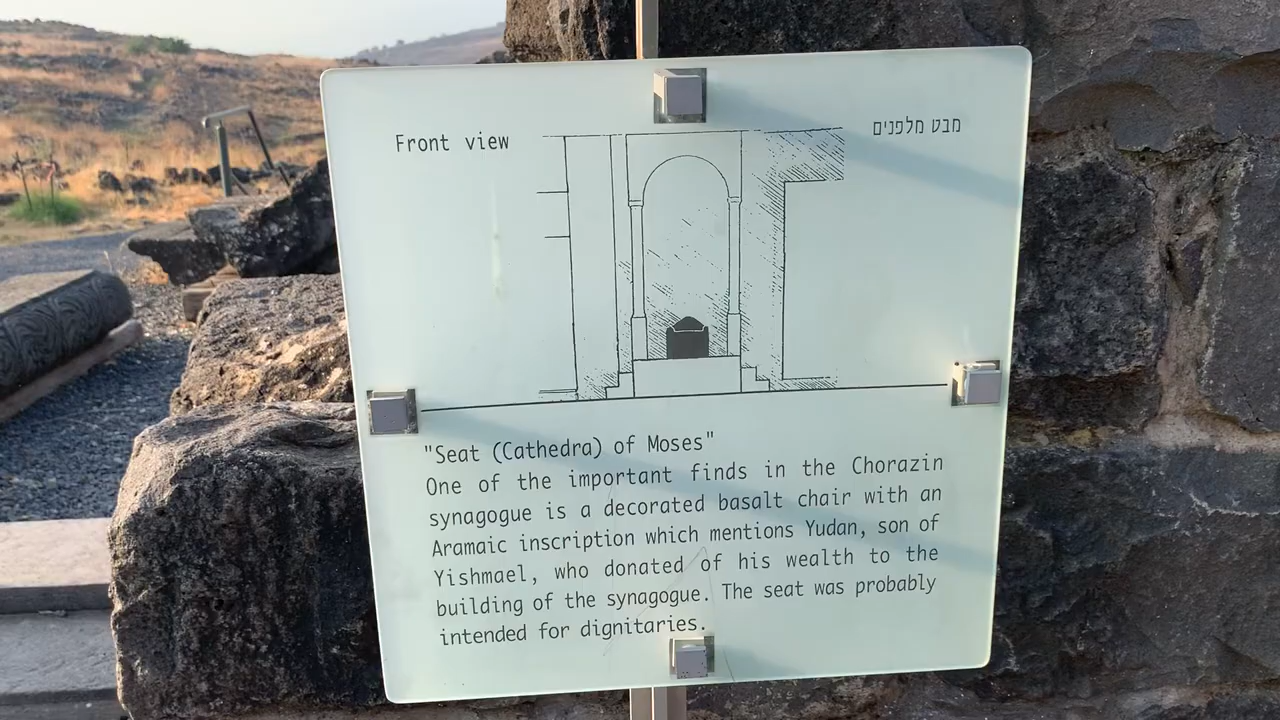 Front view
מבט מלפנים
"Seat (Cathedra) of Moses"
One of the important finds in the Chorazin
synagogue is a decorated basalt chair with an
Aramaic inscription which mentions Yudan, son of
Yishmael, who donated of his wealth to the
building of the synagogue. The seat was probably
intended for dignitaries.